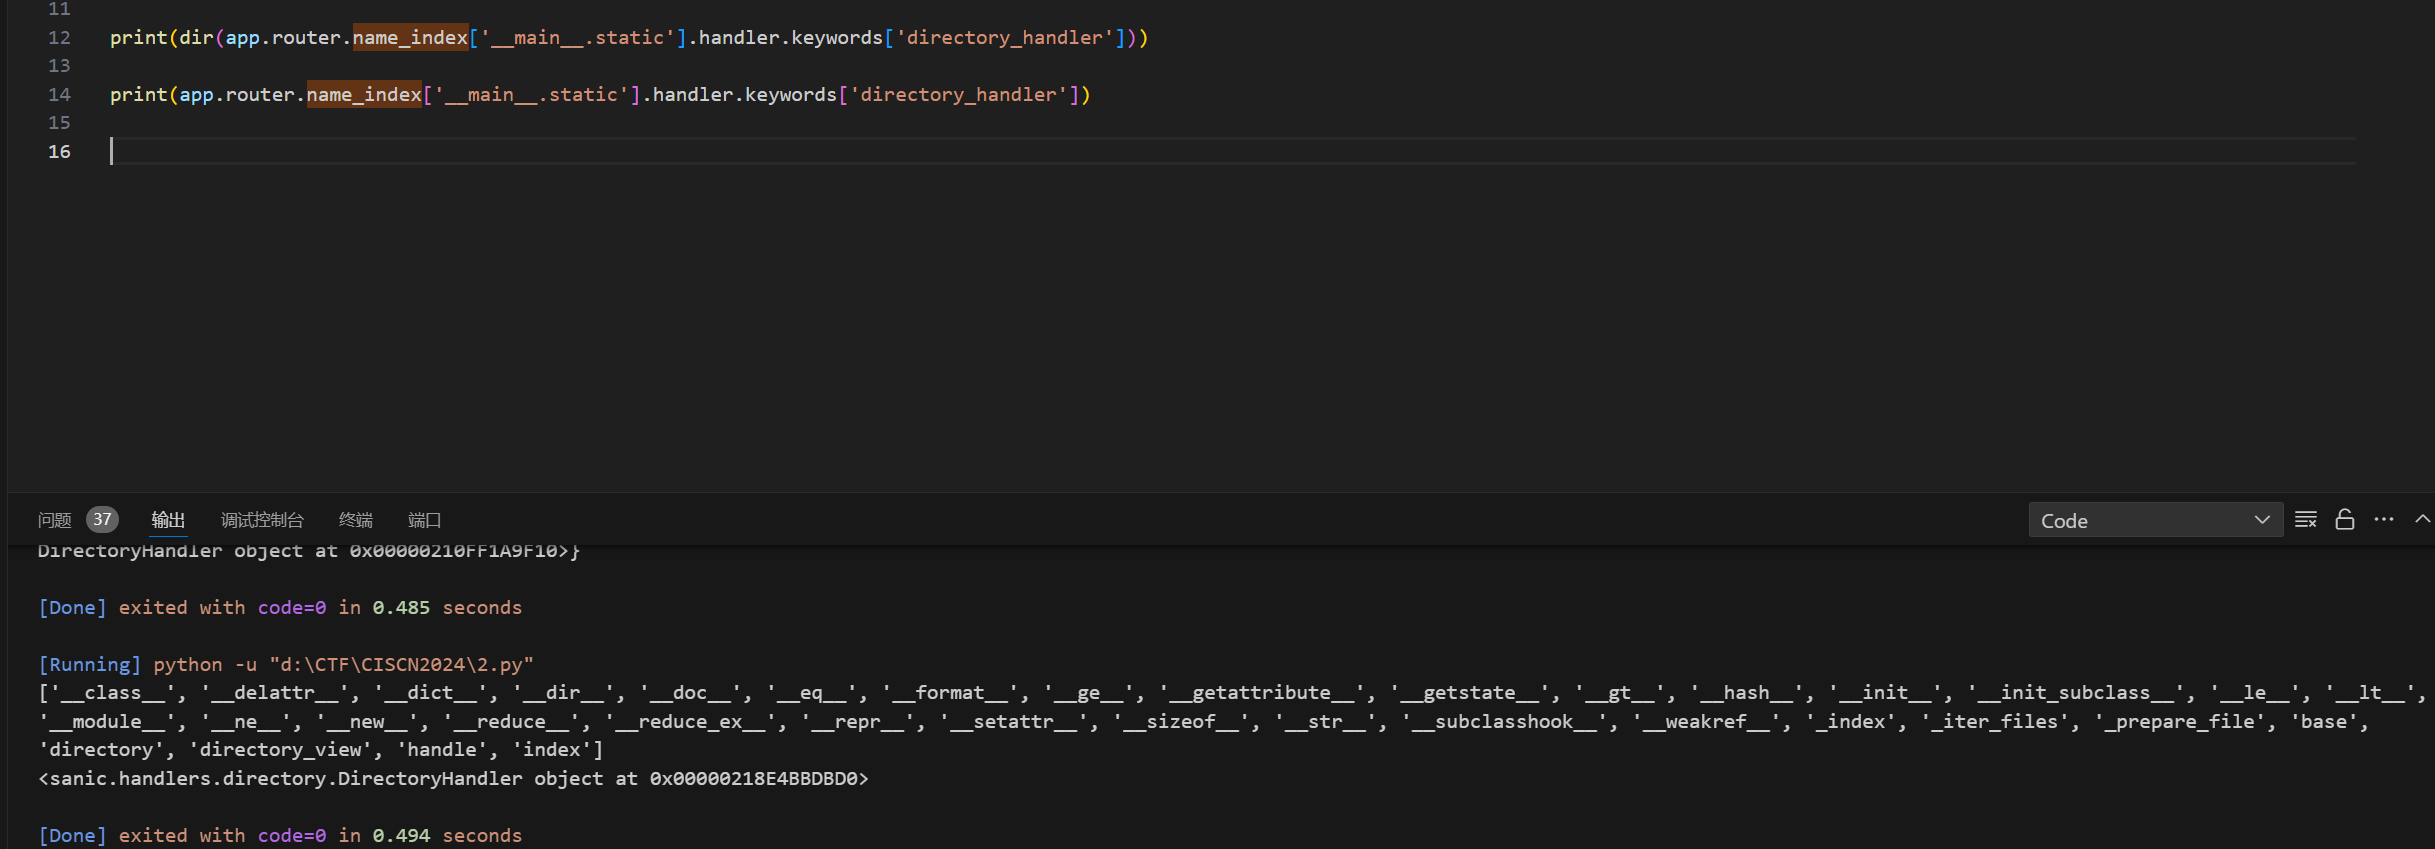 11
12 print(dir(app.router.name_index['__main__.static'].handler.keywords['directory_handler']))
13
14 print(app.router.name_index['__main__.static'].handler.keywords['directory_handler'])
15
16
问题 37 输出 调试控制台 终端 端口 Code
DirectoryHandler object at 0x00000210FF1A9F10>}
[Done] exited with code=0 in 0.485 seconds
[Running] python -u "d:\CTF\CISCN2024\2.py"
['__class__', '__delattr__', '__dict__', '__dir__', '__doc__', '__eq__', '__format__', '__ge__', '__getattribute__', '__getstate__', '__gt__', '__hash__', '__init__', '__init_subclass__', '__le__', '__lt__',
'__module__', '__ne__', '__new__', '__reduce__', '__reduce_ex__', '__repr__', '__setattr__', '__sizeof__', '__str__', '__subclasshook__', '__weakref__', '_index', '_iter_files', '_prepare_file', 'base',
'directory', 'directory_view', 'handle', 'index']
<sanic.handlers.directory.DirectoryHandler object at 0x00000218E4BBDBD0>
[Done] exited with code=0 in 0.494 seconds